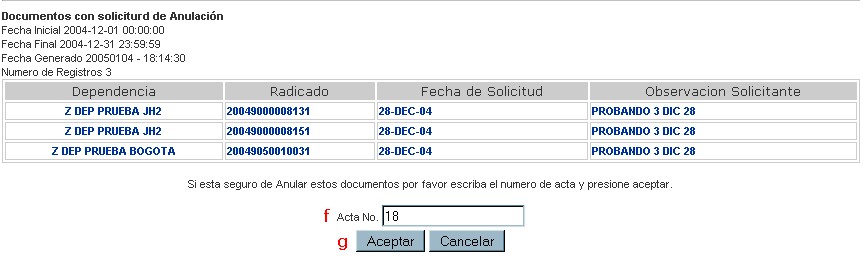 Documentos con soliciturd de Anulación
Fecha Inicial 2004-12-01 00:00:00
Fecha Final 2004-12-31 23:59:59
Fecha Generado 20050104 - 18:14:30
Numero de Registros 3
Dependencia Radicado Fecha de Solicitud Observacion Solicitante
Z DEP PRUEBA JH2 20049000008131 28-DEC-04 PROBANDO 3 DIC 28
Z DEP PRUEBA JH2 20049000008151 28-DEC-04 PROBANDO 3 DIC 28
Z DEP PRUEBA BOGOTA 20049050010031 28-DEC-04 PROBANDO 3 DIC 28
Si esta seguro de Anular estos documentos por favor escriba el numero de acta y presione aceptar.
f Acta No. 18
g Aceptar Cancelar